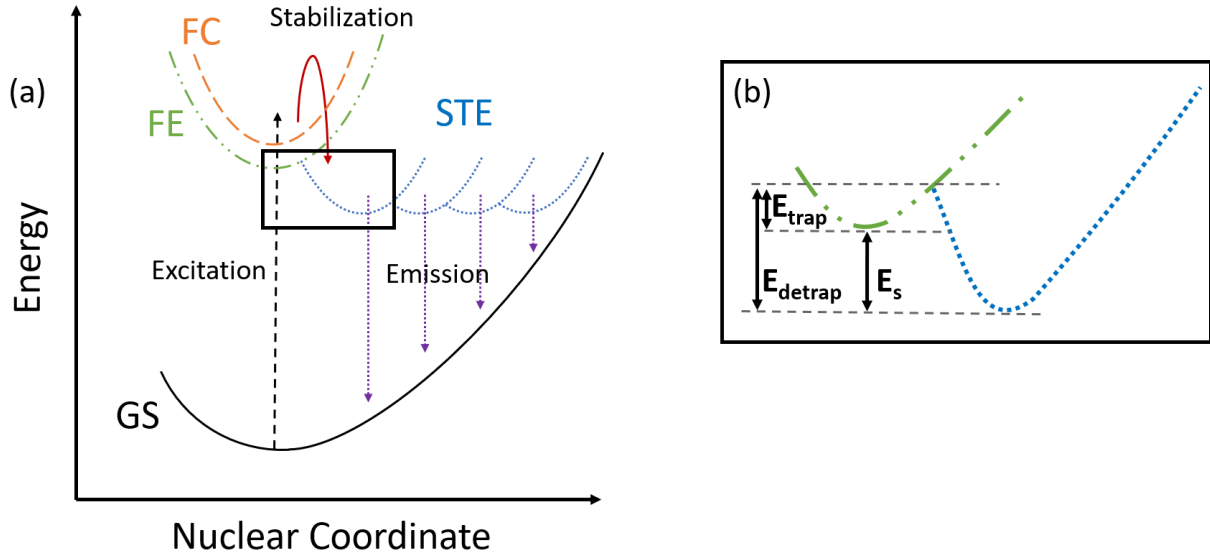 Stabilization
FC
(a)
FE
STE
Energy
Excitation
Emission
GS
Nuclear Coordinate
(b)
Etrap
Edetrap
Es